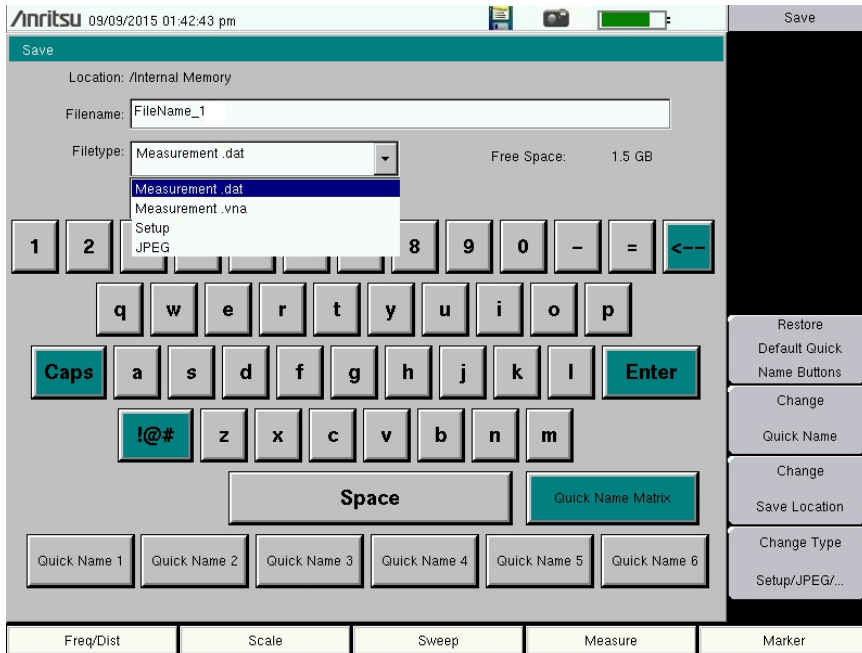 Anritsu 09/09/2015 01:42:43 pm
Save
Save
Location: /Internal Memory
Filename: FileName_1
Filetype: Measurement .dat
Free Space: 1.5 GB
Measurement .dat
Measurement .vna
Setup
JPEG
1 2 8 9 0 - = <--
q w e r t y u i o p
Caps a s d f g h j k l Enter
!@# z x c v b n m
Space Quick Name Matrix
Quick Name 1 Quick Name 2 Quick Name 3 Quick Name 4 Quick Name 5 Quick Name 6
Restore
Default Quick
Name Buttons
Change
Quick Name
Change
Save Location
Change Type
Setup/JPEG/...
Freq/Dist Scale Sweep Measure Marker